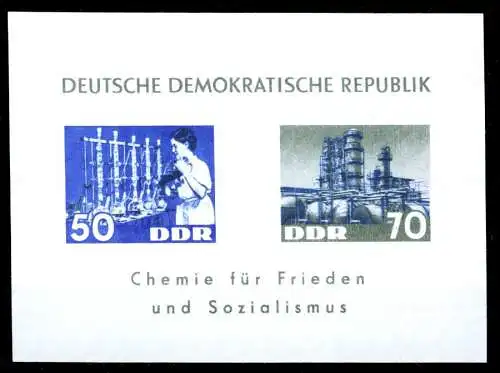 DEUTSCHE DEMOKRATISCHE REPUBLIK
50 DDR
DDR 70
Chemie für Frieden
und Sozialismus